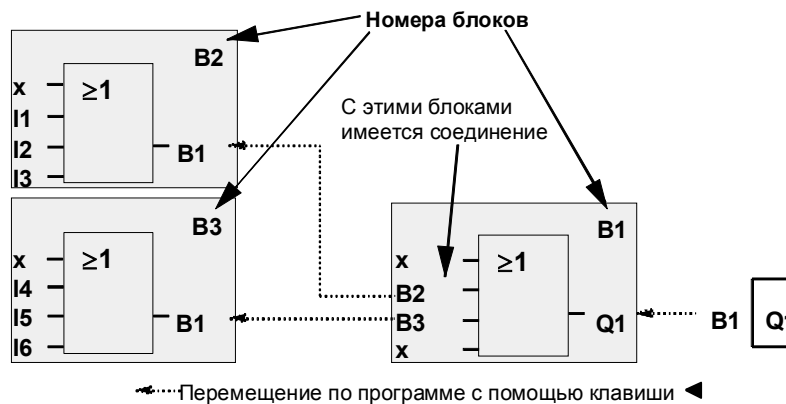 Номера блоков
B2
≥1
x
I1
I2
I3
B1
С этими блоками
имеется соединение
B3
≥1
x
I4
I5
I6
B1
B1
≥1
x
B2
B3
x
Q1
B1
Перемещение по программе с помощью клавиши ◄